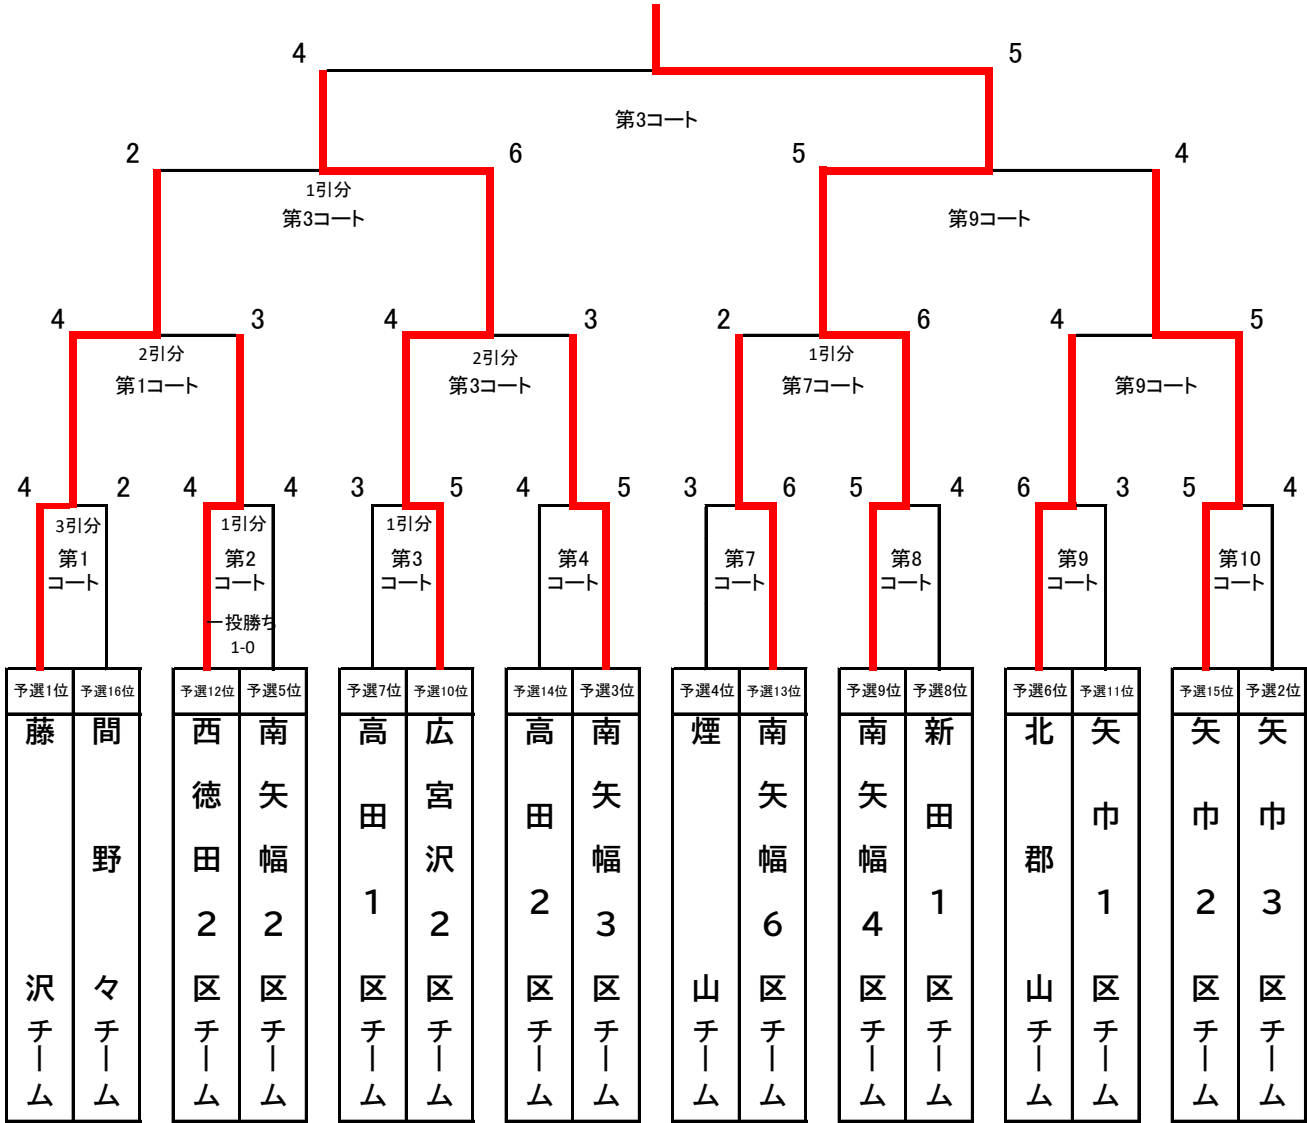 4 5
第3コート
2 6 5 4
1引分
第3コート 第9コート
4 3 4 3 2 6 4 5
2引分 2引分 1引分
第1コート 第3コート 第7コート 第9コート
4 2 4 4 3 5 4 5 3 6 5 4 6 3 5 4
3引分 1引分 1引分
第1 第2 第3 第4 第7 第8 第9 第10
コート コート コート コート コート コート コート コート
一投勝ち
1-0
予選1位 予選16位 予選12位 予選5位 予選7位 予選10位 予選14位 予選3位 予選4位 予選13位 予選9位 予選8位 予選6位 予選11位 予選15位 予選2位
藤沢チーム
間野々チーム
西徳田2区チーム
南矢幅2区チーム
高田1区チーム
広宮沢2区チーム
高田2区チーム
南矢幅3区チーム
煙山チーム
南矢幅6区チーム
南矢幅4区チーム
新田1区チーム
北郡山チーム
矢巾1区チーム
矢巾2区チーム
矢巾3区チーム